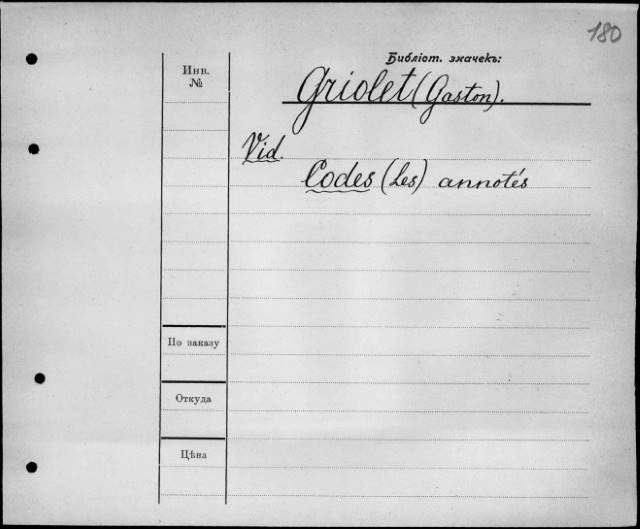 180
Библіот. значекъ:
Инв.
№
Griolet (Gaston).
Vid.
Codes (Les) annotés
По заказу
Откуда
Цѣна